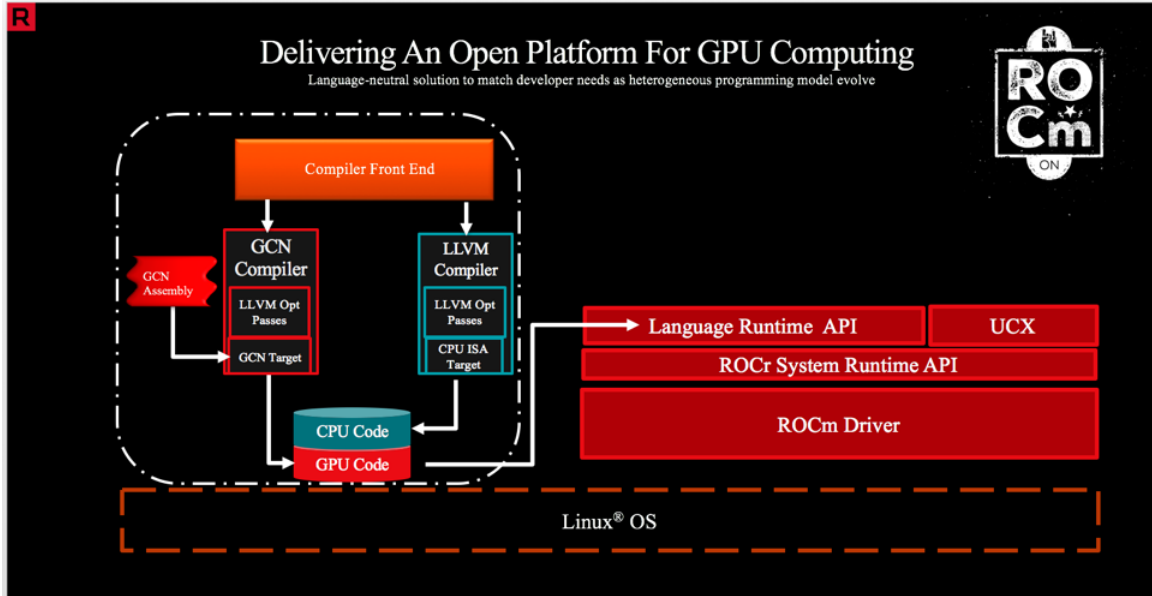 R
Delivering An Open Platform For GPU Computing
Language-neutral solution to match developer needs as heterogeneous programming model evolve
RO
Cm
ON
Compiler Front End
GCN
Compiler
LLVM Opt
Passes
GCN Target
GCN
Assembly
LLVM
Compiler
LLVM Opt
Passes
CPU ISA
Target
CPU Code
GPU Code
Language Runtime API
UCX
ROCr System Runtime API
ROCm Driver
Linux® OS